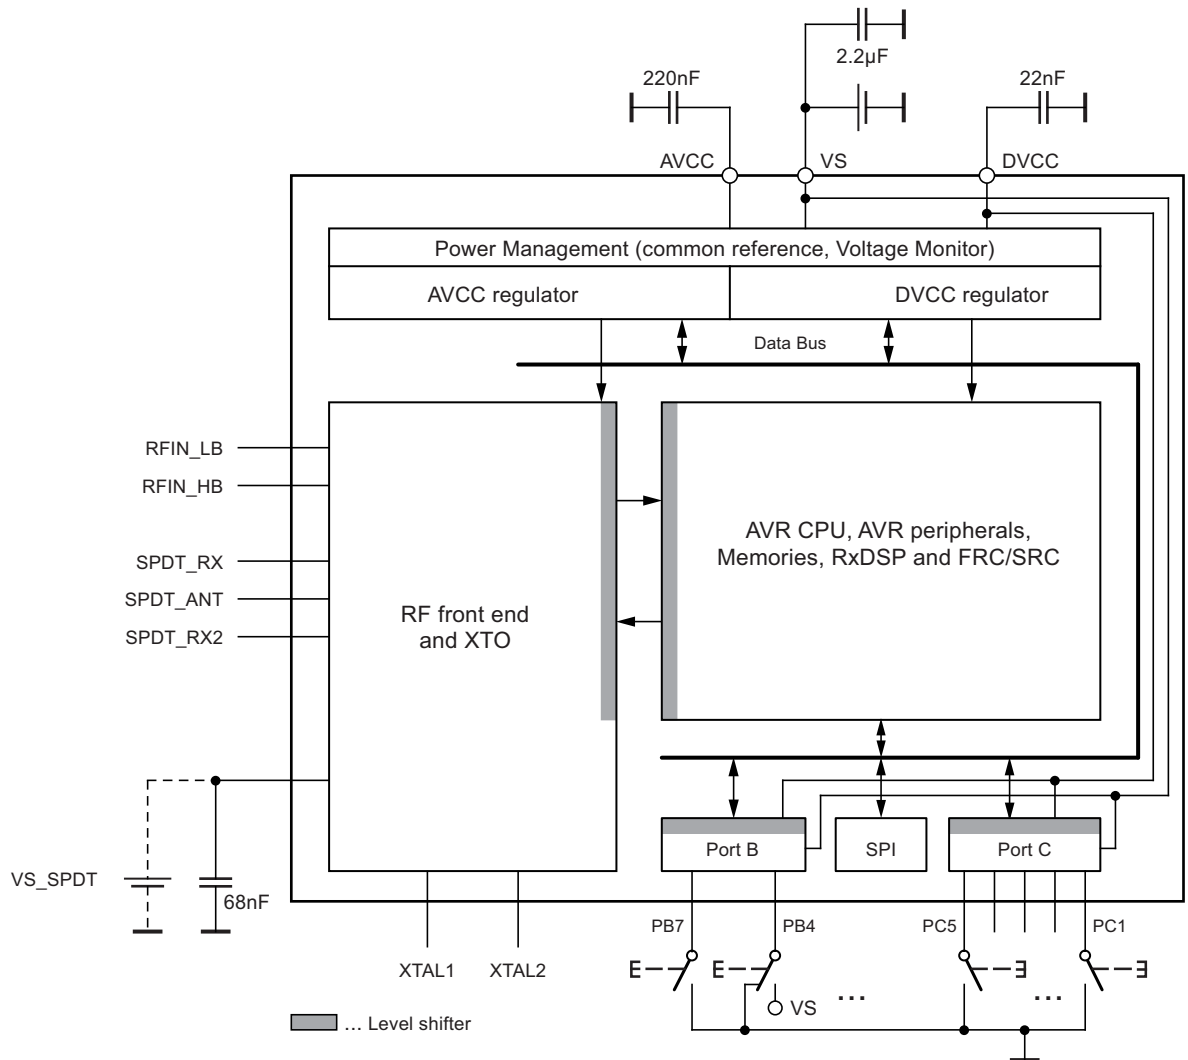 2.2µF
220nF
22nF
AVCC
VS
DVCC
Power Management (common reference, Voltage Monitor)
AVCC regulator
DVCC regulator
Data Bus
RFIN_LB
RFIN_HB
SPDT_RX
SPDT_ANT
SPDT_RX2
RF front end
and XTO
AVR CPU, AVR peripherals,
Memories, RxDSP and FRC/SRC
Port B
SPI
Port C
VS_SPDT
68nF
XTAL1
XTAL2
PB7
PB4
PC5
PC1
...
...
VS
... Level shifter